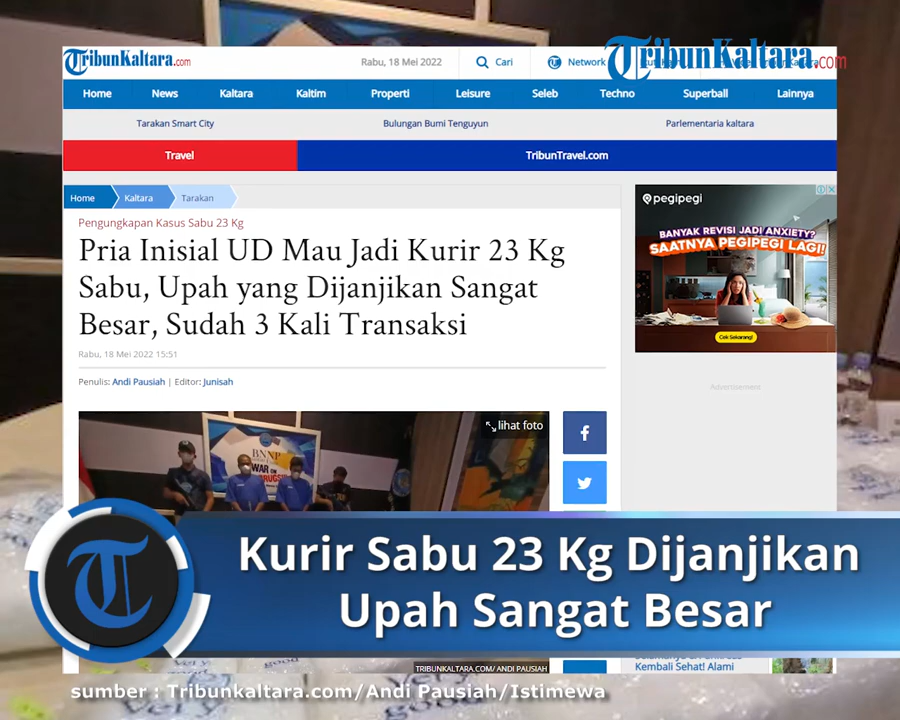 TribunKaltara.com
Rabu, 18 Mei 2022
Cari
Network
TribunKaltara.com
Home
News
Kaltara
Kaltim
Properti
Leisure
Seleb
Techno
Superball
Lainnya
Tarakan Smart City
Bulungan Bumi Tenguyun
Parlementaria kaltara
Travel
TribunTravel.com
Home
Kaltara
Tarakan
Pengungkapan Kasus Sabu 23 Kg
Pria Inisial UD Mau Jadi Kurir 23 Kg
Sabu, Upah yang Dijanjikan Sangat
Besar, Sudah 3 Kali Transaksi
Rabu, 18 Mei 2022 15:51
Penulis: Andi Pausiah | Editor: Junisah
pegipegi
BANYAK REVISI JADI ANXIETY?
SAATNYA PEGIPEGI LAGI!
Cek Sekarang!
Advertisement
lihat foto
BNNP
WAR ON
DRUGS
Kurir Sabu 23 Kg Dijanjikan
Upah Sangat Besar
TRIBUNKALTARA.COM/ ANDI PAUSIAH
Kembali Sehat! Alami
Very
good
sumber : Tribunkaltara.com/Andi Pausiah/Istimewa